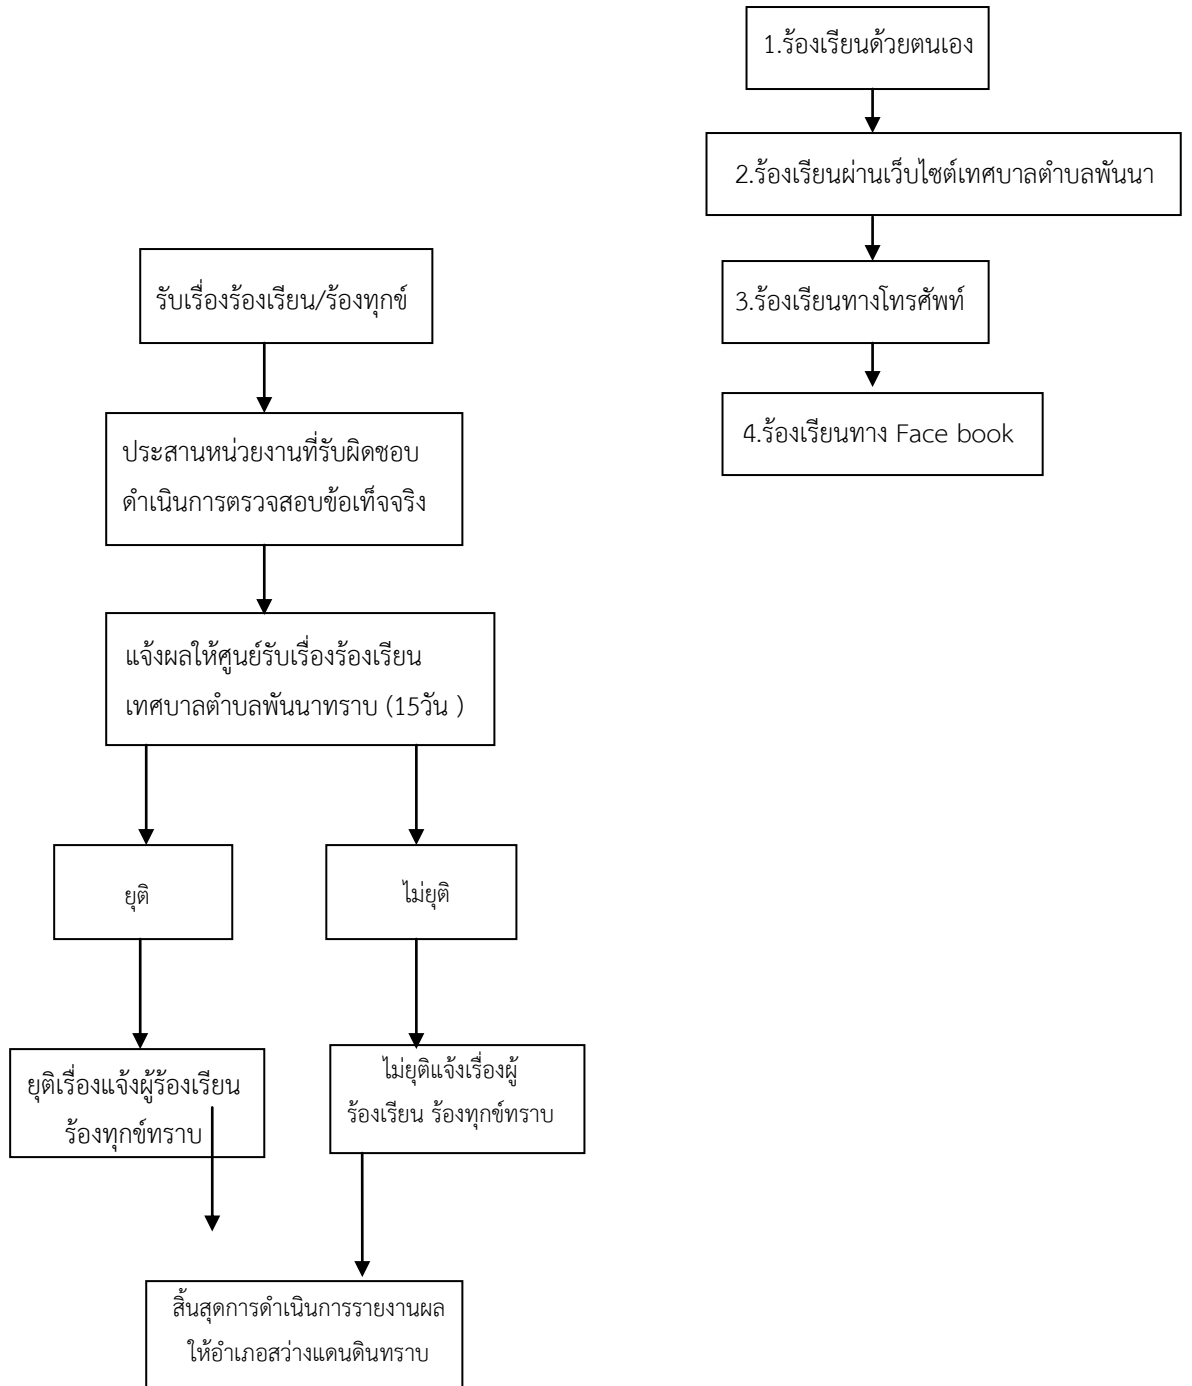 1.ร้องเรียนด้วยตนเอง
2.ร้องเรียนผ่านเว็บไซต์เทศบาลตำบลพันนา
3.ร้องเรียนทางโทรศัพท์
4.ร้องเรียนทาง Face book
รับเรื่องร้องเรียน/ร้องทุกข์
ประสานหน่วยงานที่รับผิดชอบ
ดำเนินการตรวจสอบข้อเท็จจริง
แจ้งผลให้ศูนย์รับเรื่องร้องเรียน
เทศบาลตำบลพันนาทราบ (15วัน )
ยุติ
ไม่ยุติ
ยุติเรื่องแจ้งผู้ร้องเรียน
ร้องทุกข์ทราบ
ไม่ยุติแจ้งเรื่องผู้
ร้องเรียน ร้องทุกข์ทราบ
สิ้นสุดการดำเนินการรายงานผล
ให้อำเภอสว่างแดนดินทราบ